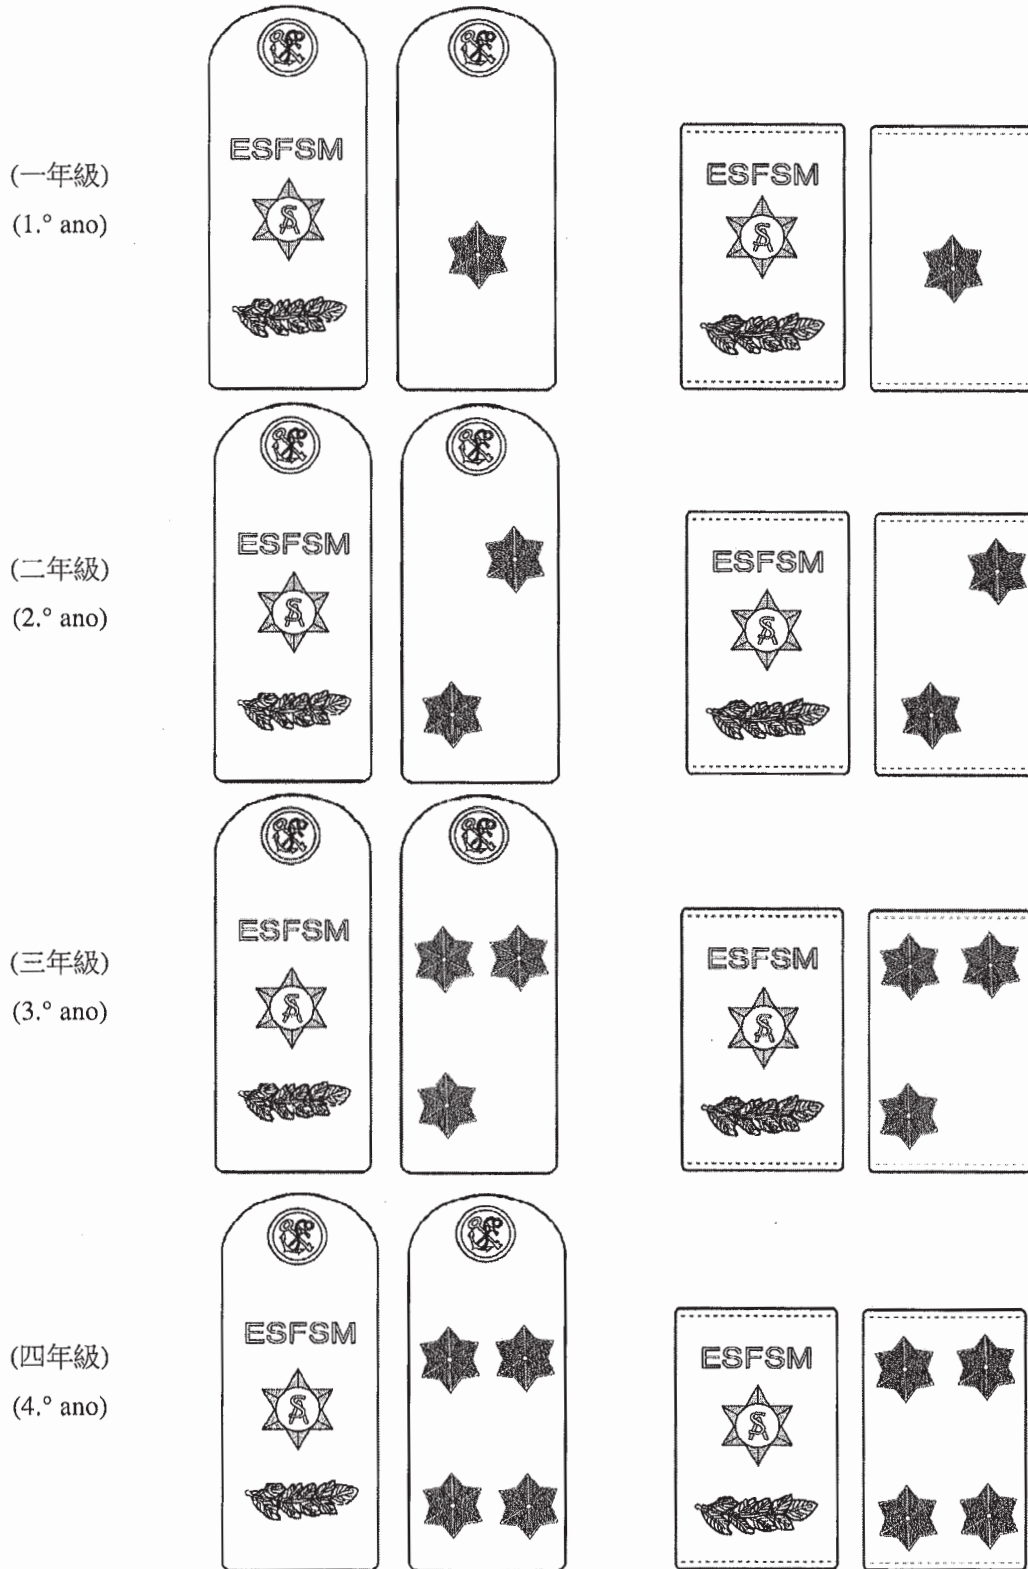 ESFSM
ESFSM
(一年級)
(1.º ano)
ESFSM
ESFSM
(二年級)
(2.º ano)
ESFSM
ESFSM
(三年級)
(3.º ano)
ESFSM
ESFSM
(四年級)
(4.º ano)